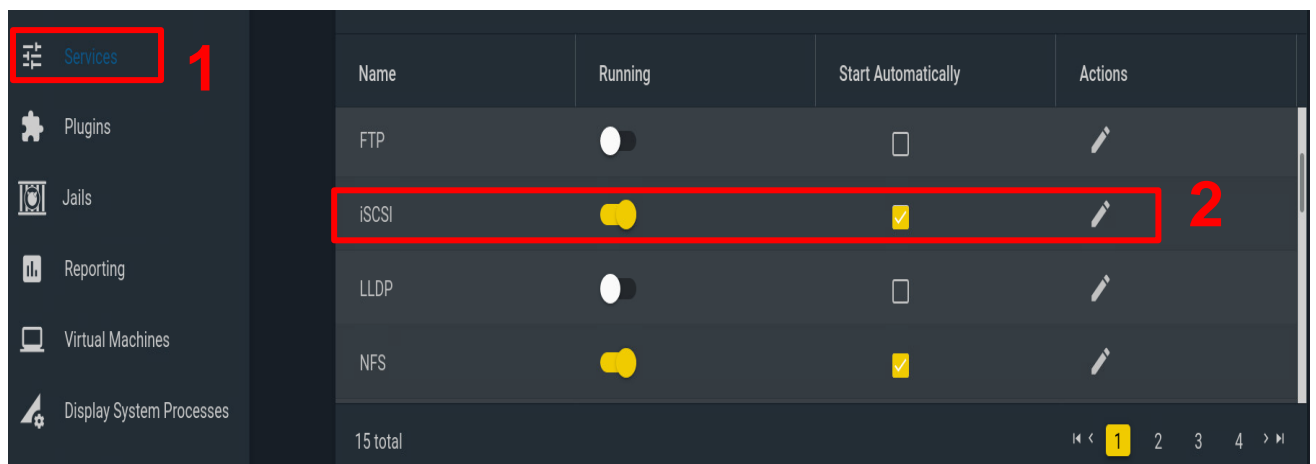 Services
1
Plugins
Jails
Reporting
Virtual Machines
Display System Processes
Name Running Start Automatically Actions
FTP
iSCSI
2
LLDP
NFS
15 total
1 2 3 4